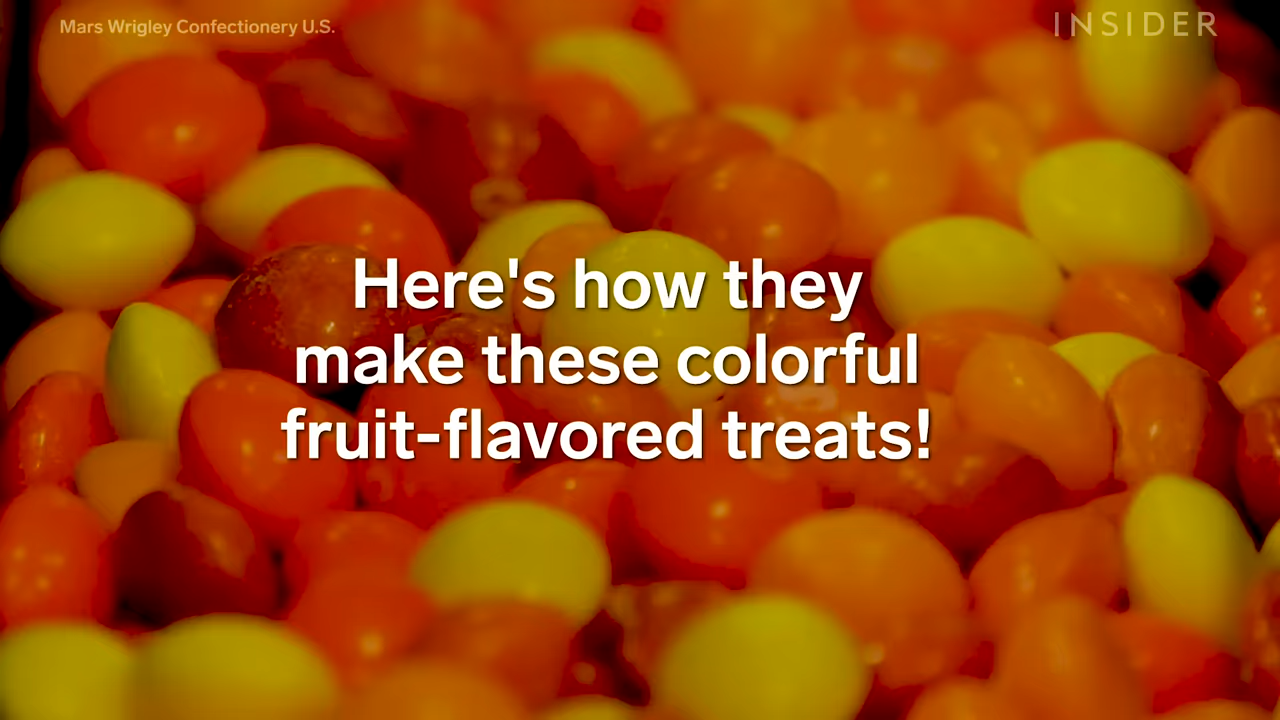 Mars Wrigley Confectionery U.S.
INSIDER
Here's how they
make these colorful
fruit-flavored treats!